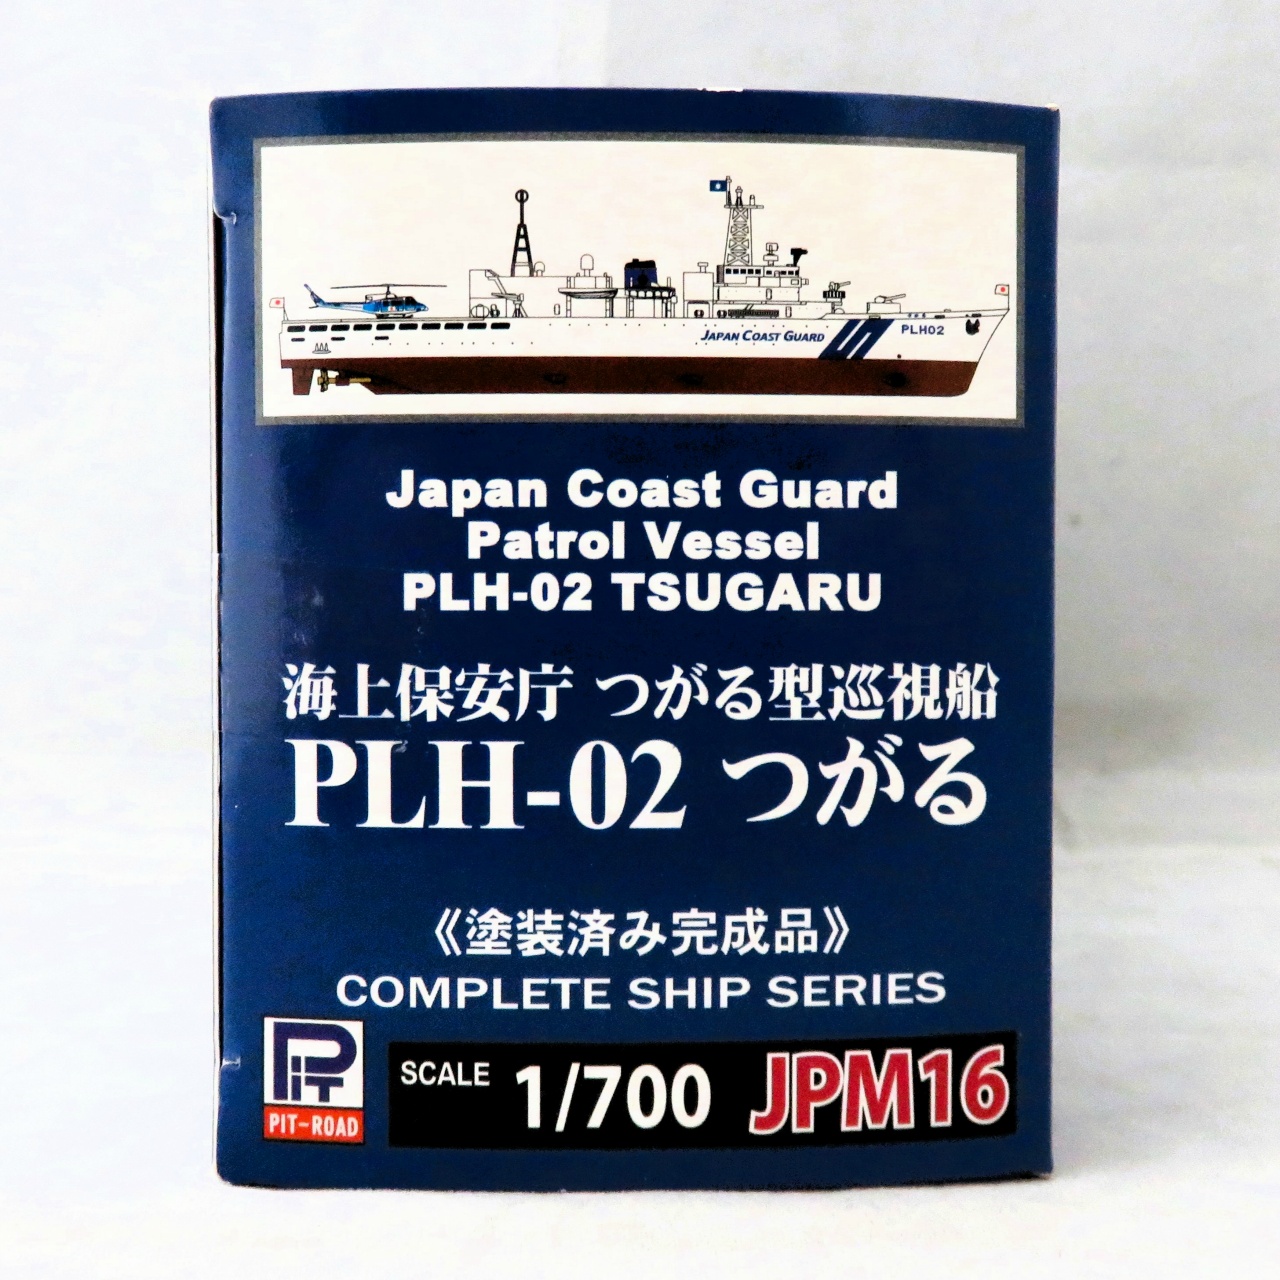 JAPAN COAST GUARD
PLH02
Japan Coast Guard
Patrol Vessel
PLH-02 TSUGARU
海上保安庁 つがる型巡視船
PLH-02 つがる
《塗装済み完成品》
COMPLETE SHIP SERIES
PIT
PIT-ROAD
SCALE 1/700 JPM16